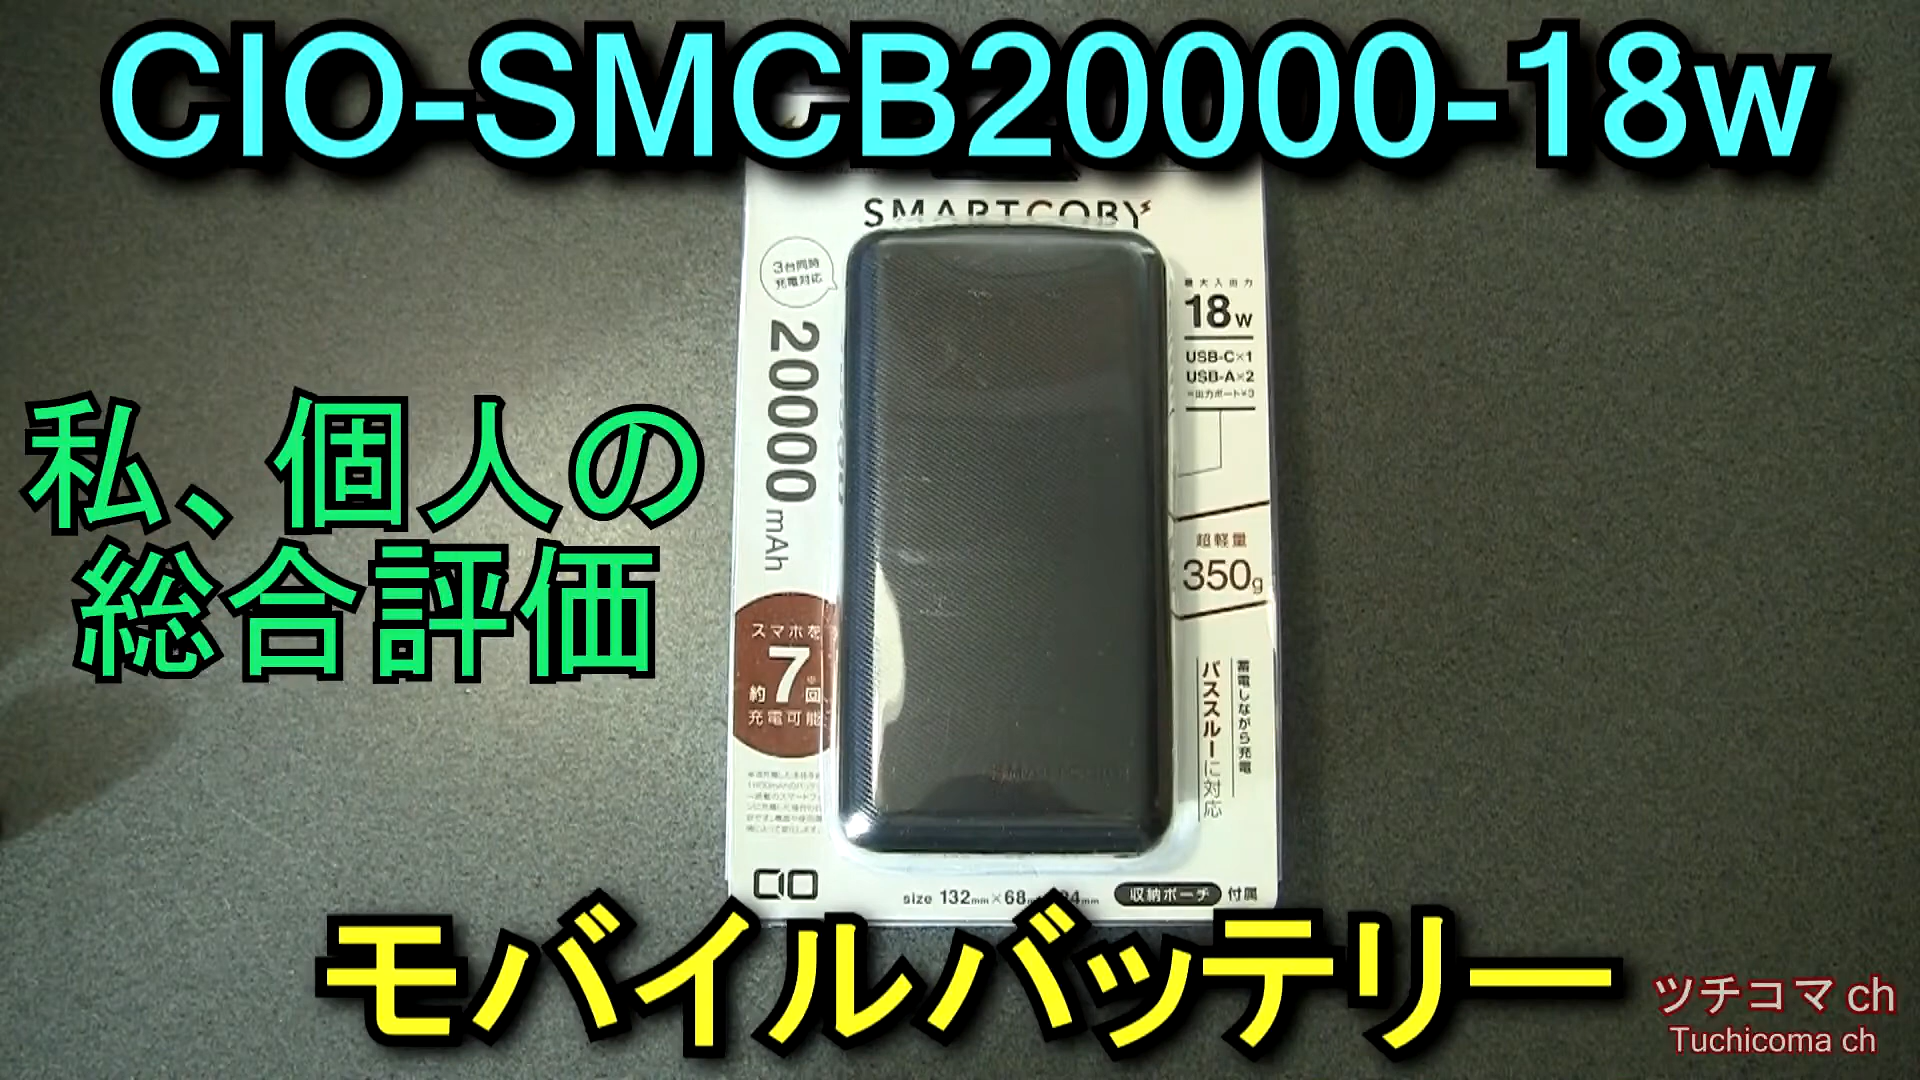 CIO-SMCB20000-18w
SMARTCOBY
3台同時
充電対応
20000mAh
最大入出力
18w
USB-C×1
USB-A×2
=出力ポート×3
私、個人の
総合評価
超軽量
350g
スマホを
約7回
充電可能
蓄電しながら充電
パススルーに対応
CIO
size 132mm×68m
収納ポーチ 付属
モバイルバッテリー
ツチコマ ch
Tuchicoma ch